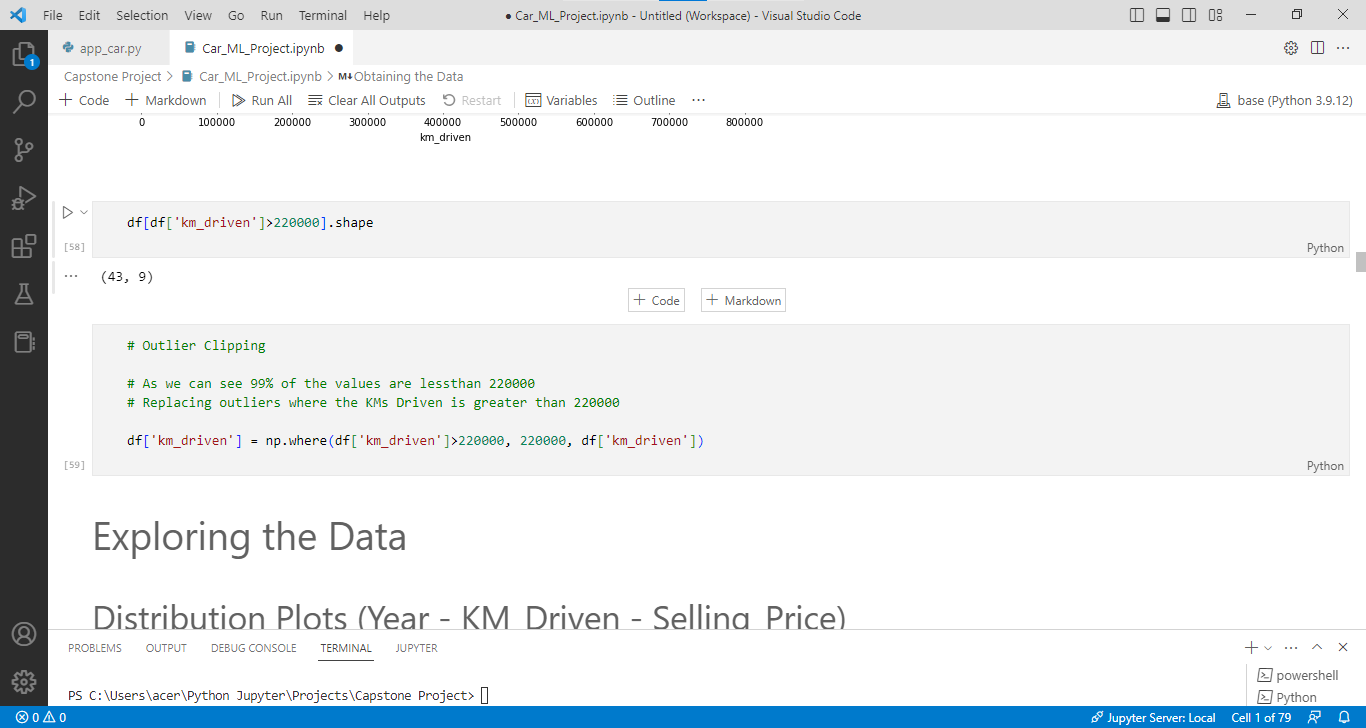 File Edit Selection View Go Run Terminal Help ● Car_ML_Project.ipynb - Untitled (Workspace) - Visual Studio Code
app_car.py Car_ML_Project.ipynb ●
Capstone Project > Car_ML_Project.ipynb > M↓Obtaining the Data
+ Code + Markdown Run All Clear All Outputs Restart Variables Outline ... base (Python 3.9.12)
1
0 100000 200000 300000 400000 500000 600000 700000 800000
km_driven
df[df['km_driven']>220000].shape
[58] Python
... (43, 9)
+ Code + Markdown
# Outlier Clipping
# As we can see 99% of the values are lessthan 220000
# Replacing outliers where the KMs Driven is greater than 220000
df['km_driven'] = np.where(df['km_driven']>220000, 220000, df['km_driven'])
[59] Python
Exploring the Data
Distribution Plots (Year - KM_Driven - Selling_Price)
PROBLEMS OUTPUT DEBUG CONSOLE TERMINAL JUPYTER
PS C:\Users\acer\Python Jupyter\Projects\Capstone Project>
powershell
Python
0 0 Jupyter Server: Local Cell 1 of 79